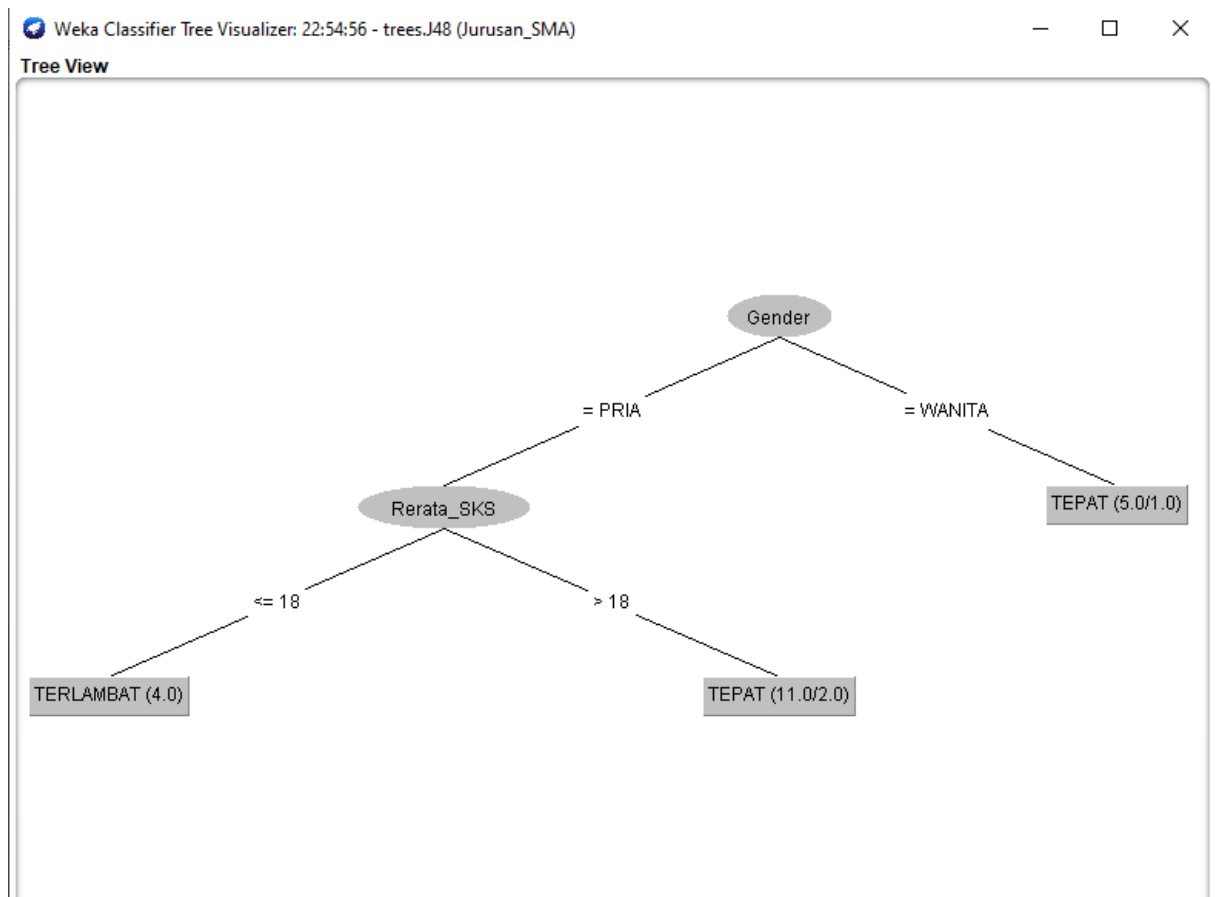 Weka Classifier Tree Visualizer: 22:54:56 - trees.J48 (Jurusan_SMA)
Tree View
Gender
= PRIA
= WANITA
Rerata_SKS
TEPAT (5.0/1.0)
<= 18
> 18
TERLAMBAT (4.0)
TEPAT (11.0/2.0)